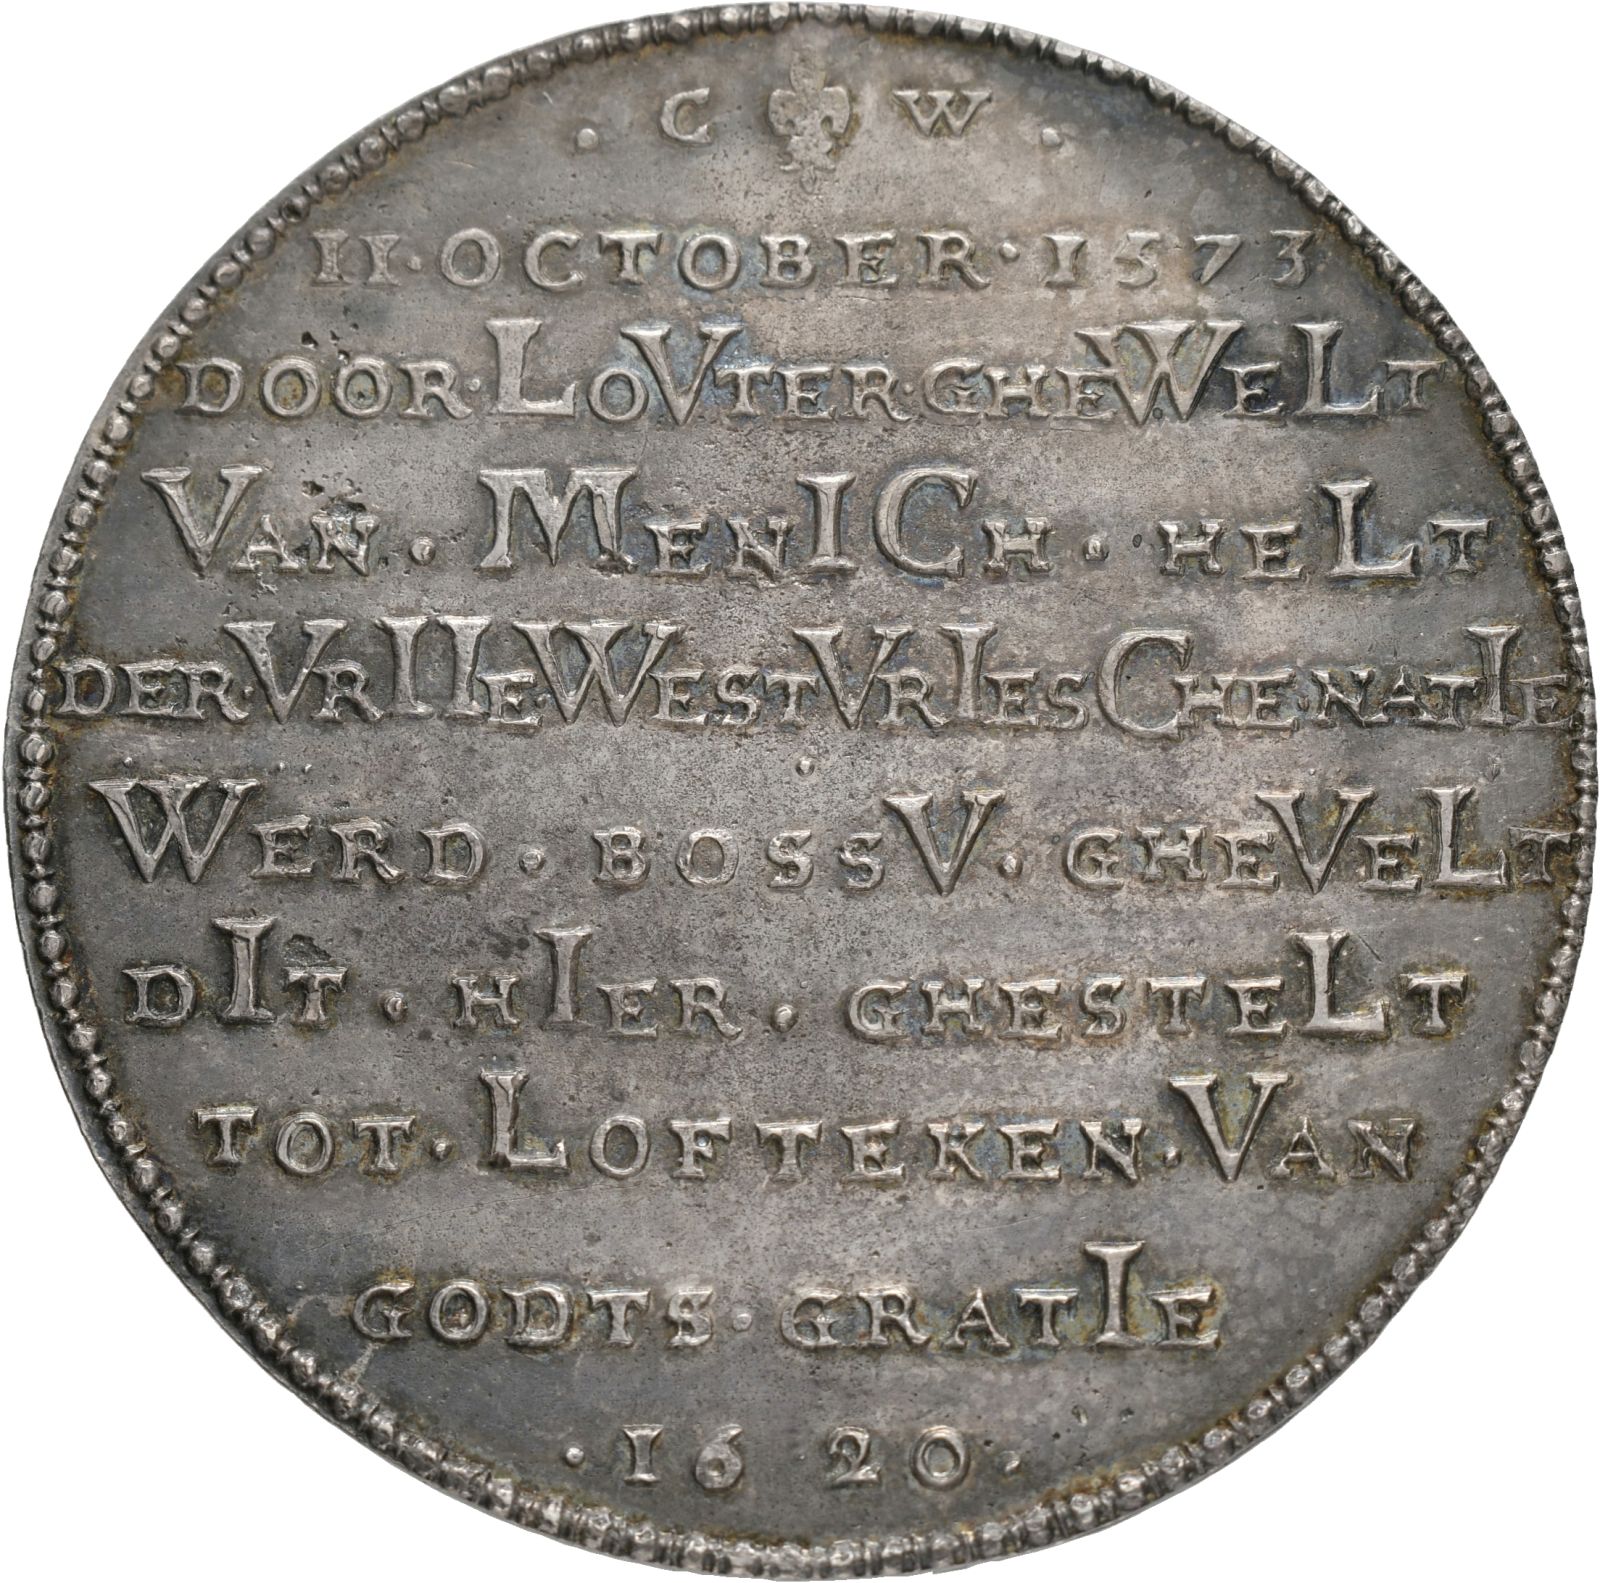 · C W ·
11·OCTOBER·1573
DOOR·LOVTER·GHEWELT
VAN · MENICH · HELT
DER·VRIIE·WESTVRIESCHE·NATIE
WERD · BOSSV · GHEVELT
DIT · HIER · GHESTELT
TOT · LOFTEKEN · VAN
GODTS · GRATIE
· 1620 ·